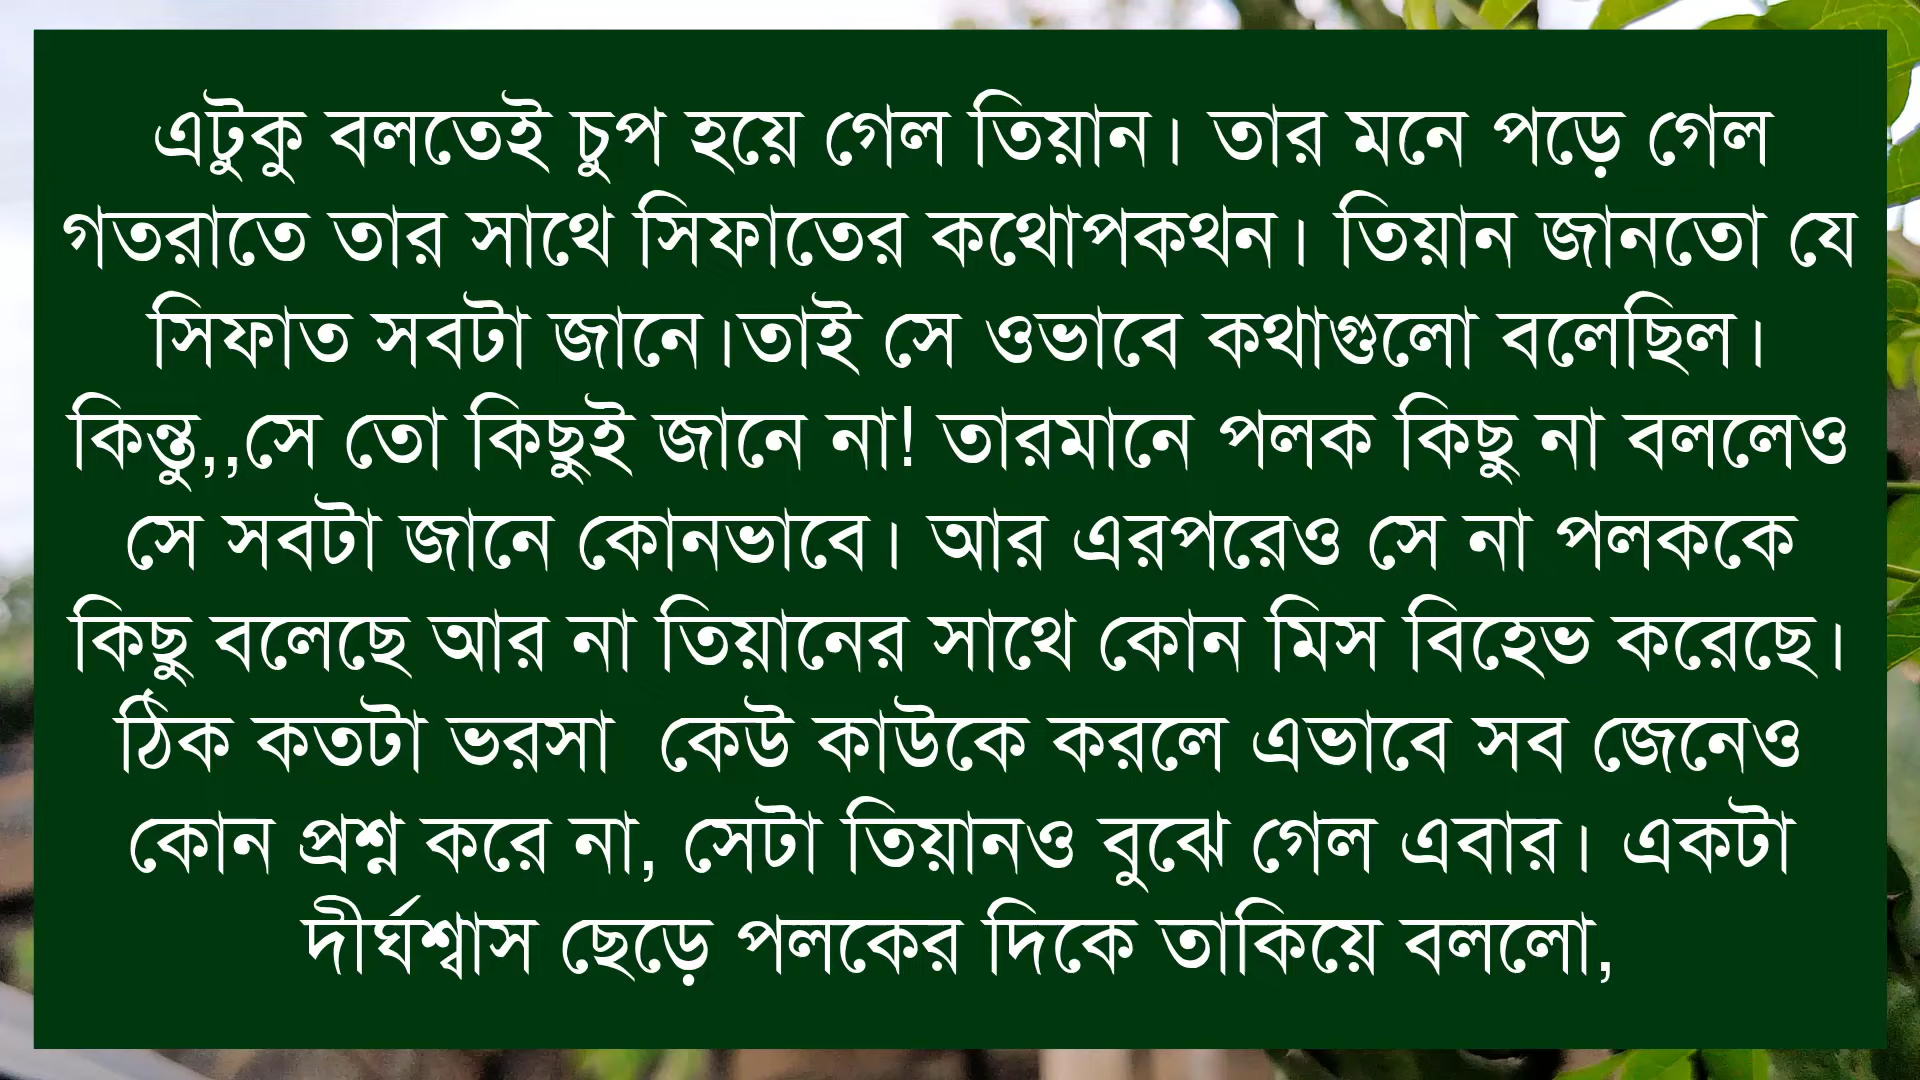 এটুকু বলতেই চুপ হয়ে গেল তিয়ান। তার মনে পড়ে গেল
গতরাতে তার সাথে সিফাতের কথোপকথন। তিয়ান জানতো যে
সিফাত সবটা জানে।তাই সে ওভাবে কথাগুলো বলেছিল।
কিন্তু,,সে তো কিছুই জানে না! তারমানে পলক কিছু না বললেও
সে সবটা জানে কোনভাবে। আর এরপরেও সে না পলককে
কিছু বলেছে আর না তিয়ানের সাথে কোন মিস বিহেভ করেছে।
ঠিক কতটা ভরসা  কেউ কাউকে করলে এভাবে সব জেনেও
কোন প্রশ্ন করে না, সেটা তিয়ানও বুঝে গেল এবার। একটা
দীর্ঘশ্বাস ছেড়ে পলকের দিকে তাকিয়ে বললো,